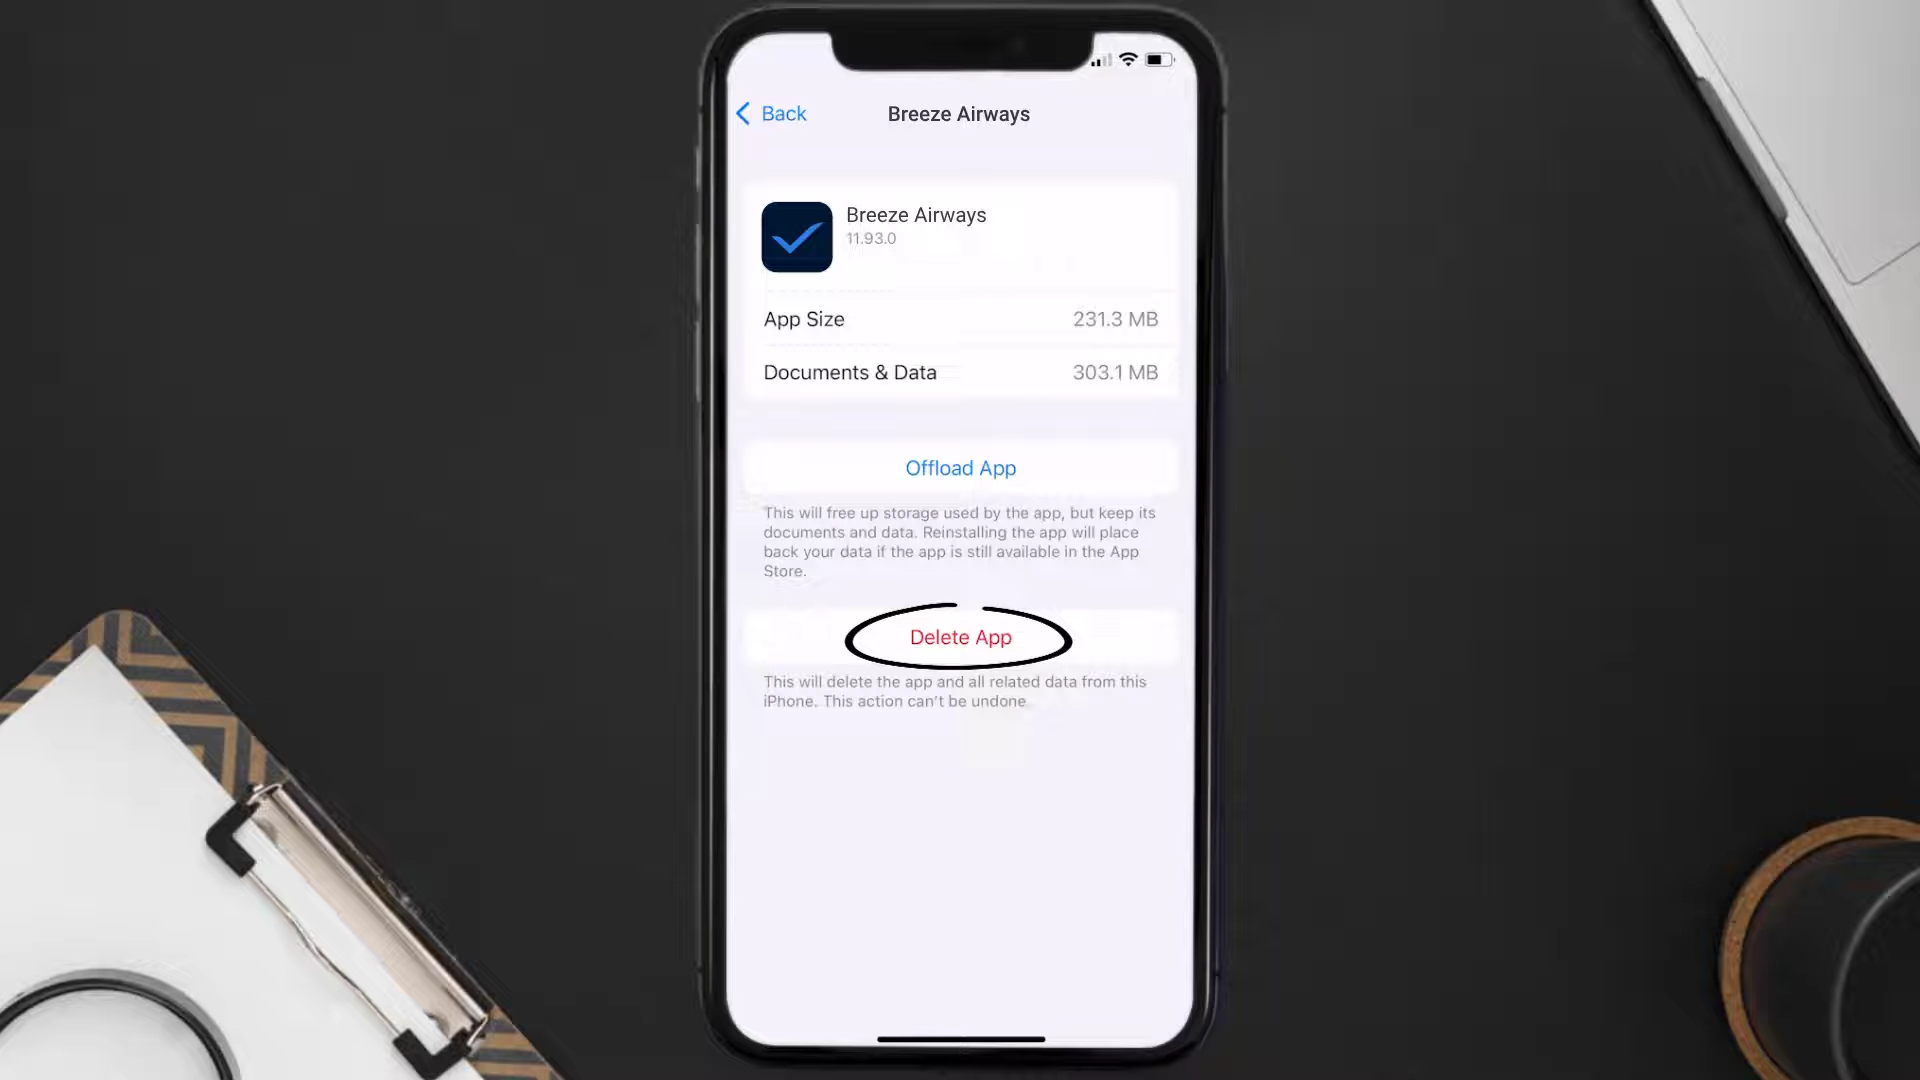 Back
Breeze Airways
Breeze Airways
11.93.0
App Size
231.3 MB
Documents & Data
303.1 MB
Offload App
This will free up storage used by the app, but keep its
documents and data. Reinstalling the app will place
back your data if the app is still available in the App
Store.
Delete App
This will delete the app and all related data from this
iPhone. This action can't be undone